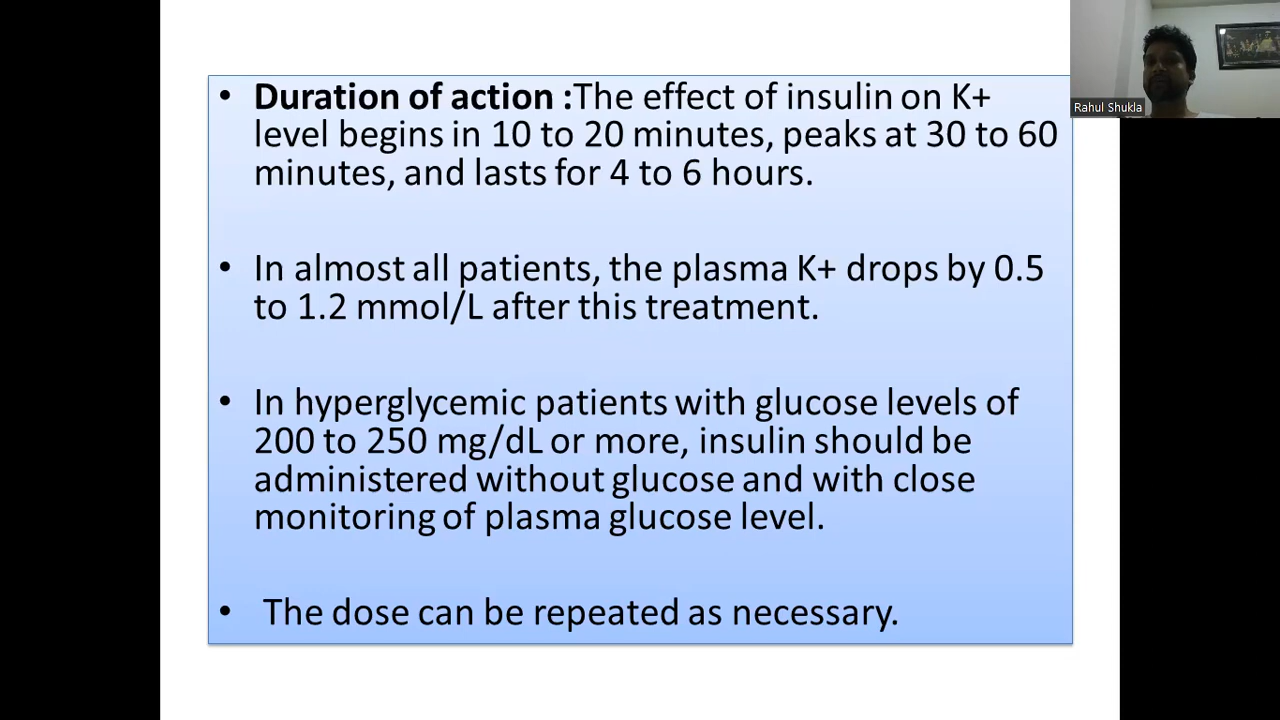 • Duration of action :The effect of insulin on K+
level begins in 10 to 20 minutes, peaks at 30 to 60
minutes, and lasts for 4 to 6 hours.
• In almost all patients, the plasma K+ drops by 0.5
to 1.2 mmol/L after this treatment.
• In hyperglycemic patients with glucose levels of
200 to 250 mg/dL or more, insulin should be
administered without glucose and with close
monitoring of plasma glucose level.
• The dose can be repeated as necessary.
Rahul Shukla